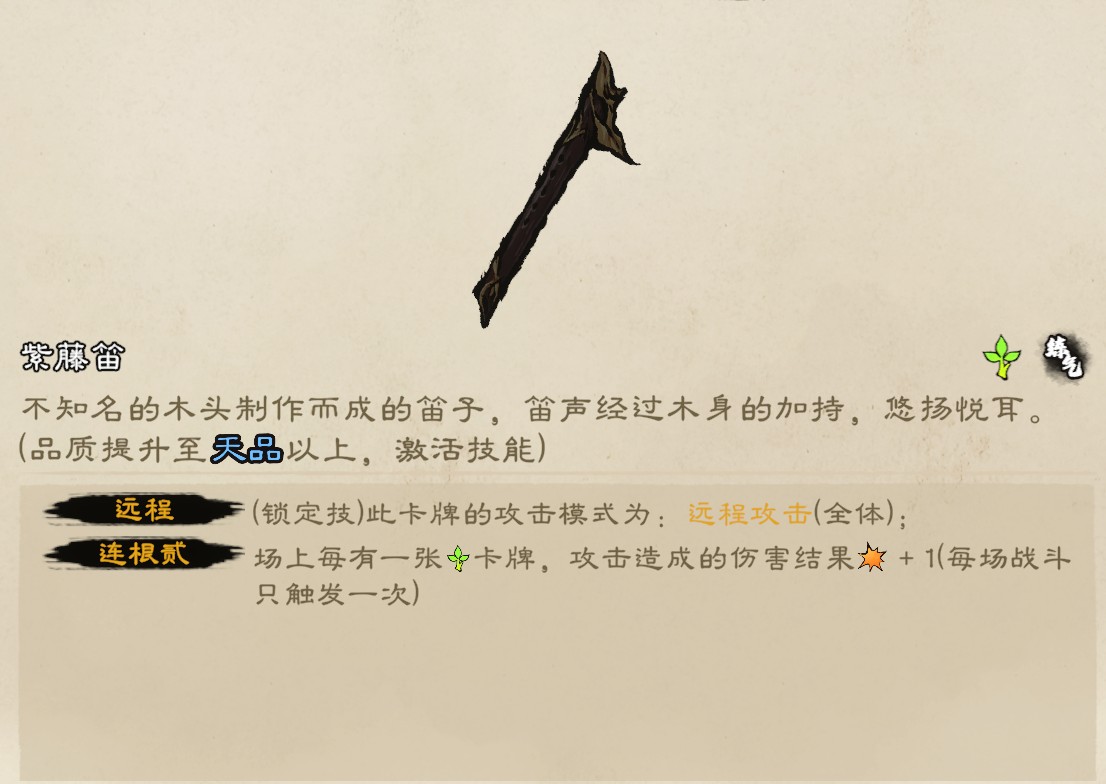 紫藤笛
练气
不知名的木头制作而成的笛子，笛声经过木身的加持，悠扬悦耳。
(品质提升至天品以上，激活技能)
远程 (锁定技)此卡牌的攻击模式为：远程攻击(全体)；
连根贰 场上每有一张卡牌，攻击造成的伤害结果 + 1(每场战斗
只触发一次)